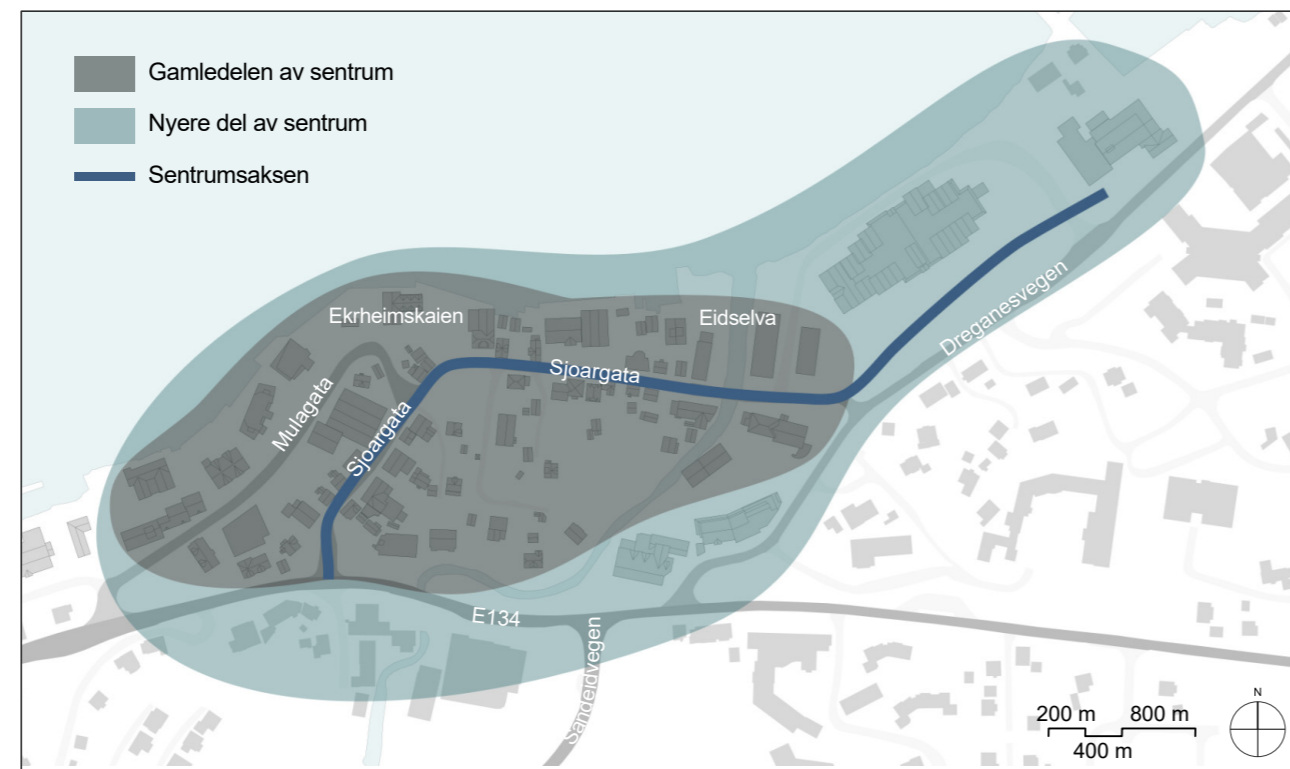 Gamledelen av sentrum
Nyere del av sentrum
Sentrumsaksen
Ekrheimskaien
Eidselva
Mulagata
Sjoargata
Sjoargata
Dreganesvegen
E134
Sandeidvegen
N
200 m 800 m
400 m